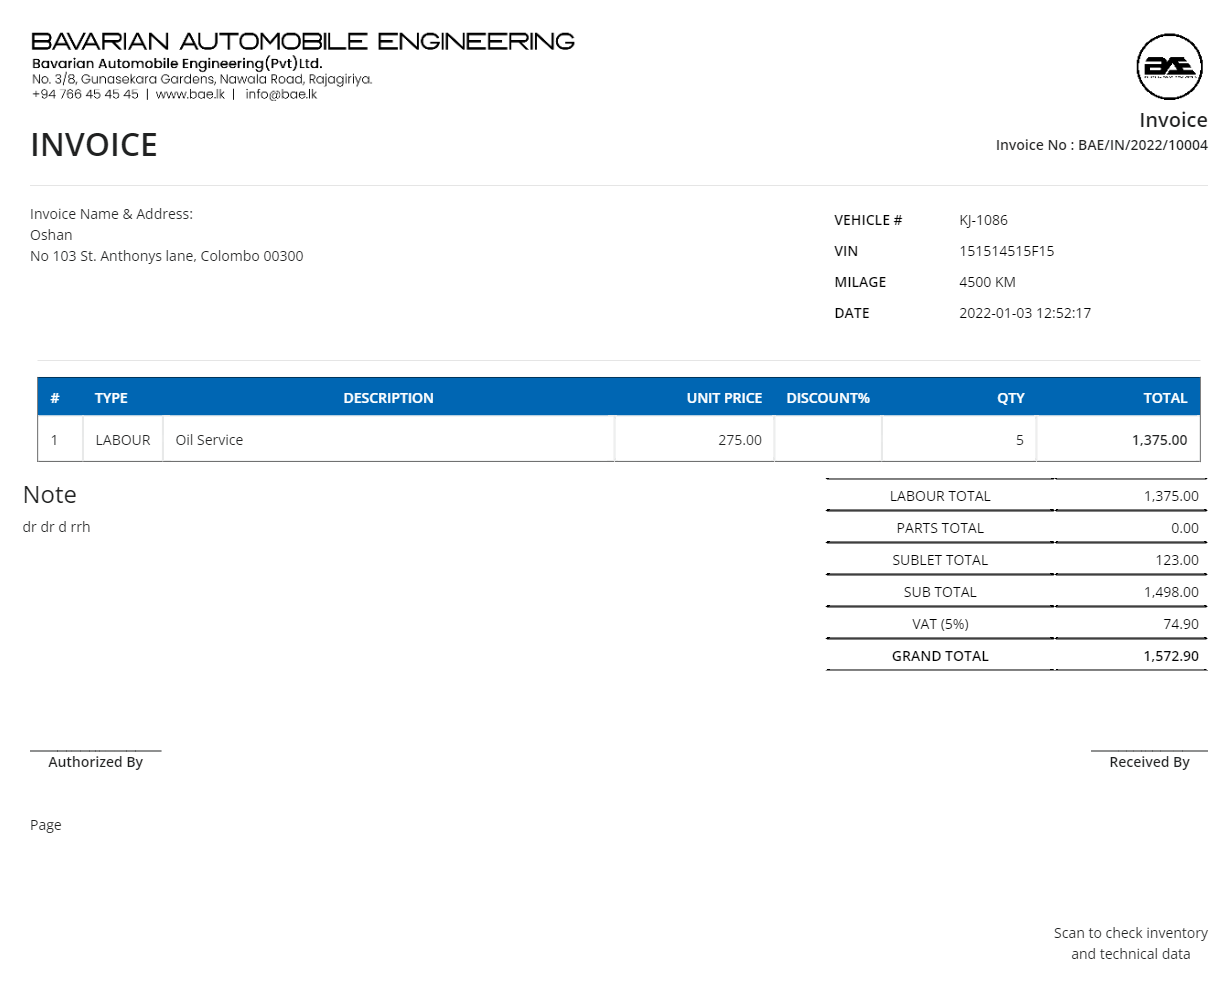 BAVARIAN AUTOMOBILE ENGINEERING
Bavarian Automobile Engineering(Pvt)Ltd.
No. 3/8, Gunasekara Gardens, Nawala Road, Rajagiriya.
+94 766 45 45 45 | www.bae.lk | info@bae.lk
BAE
Invoice
INVOICE
Invoice No : BAE/IN/2022/10004
Invoice Name & Address:
Oshan
No 103 St. Anthonys lane, Colombo 00300
VEHICLE # KJ-1086
VIN 151514515F15
MILAGE 4500 KM
DATE 2022-01-03 12:52:17
# TYPE DESCRIPTION UNIT PRICE DISCOUNT% QTY TOTAL
1 LABOUR Oil Service 275.00 5 1,375.00
Note
dr dr d rrh
LABOUR TOTAL 1,375.00
PARTS TOTAL 0.00
SUBLET TOTAL 123.00
SUB TOTAL 1,498.00
VAT (5%) 74.90
GRAND TOTAL 1,572.90
Authorized By
Received By
Page
Scan to check inventory
and technical data